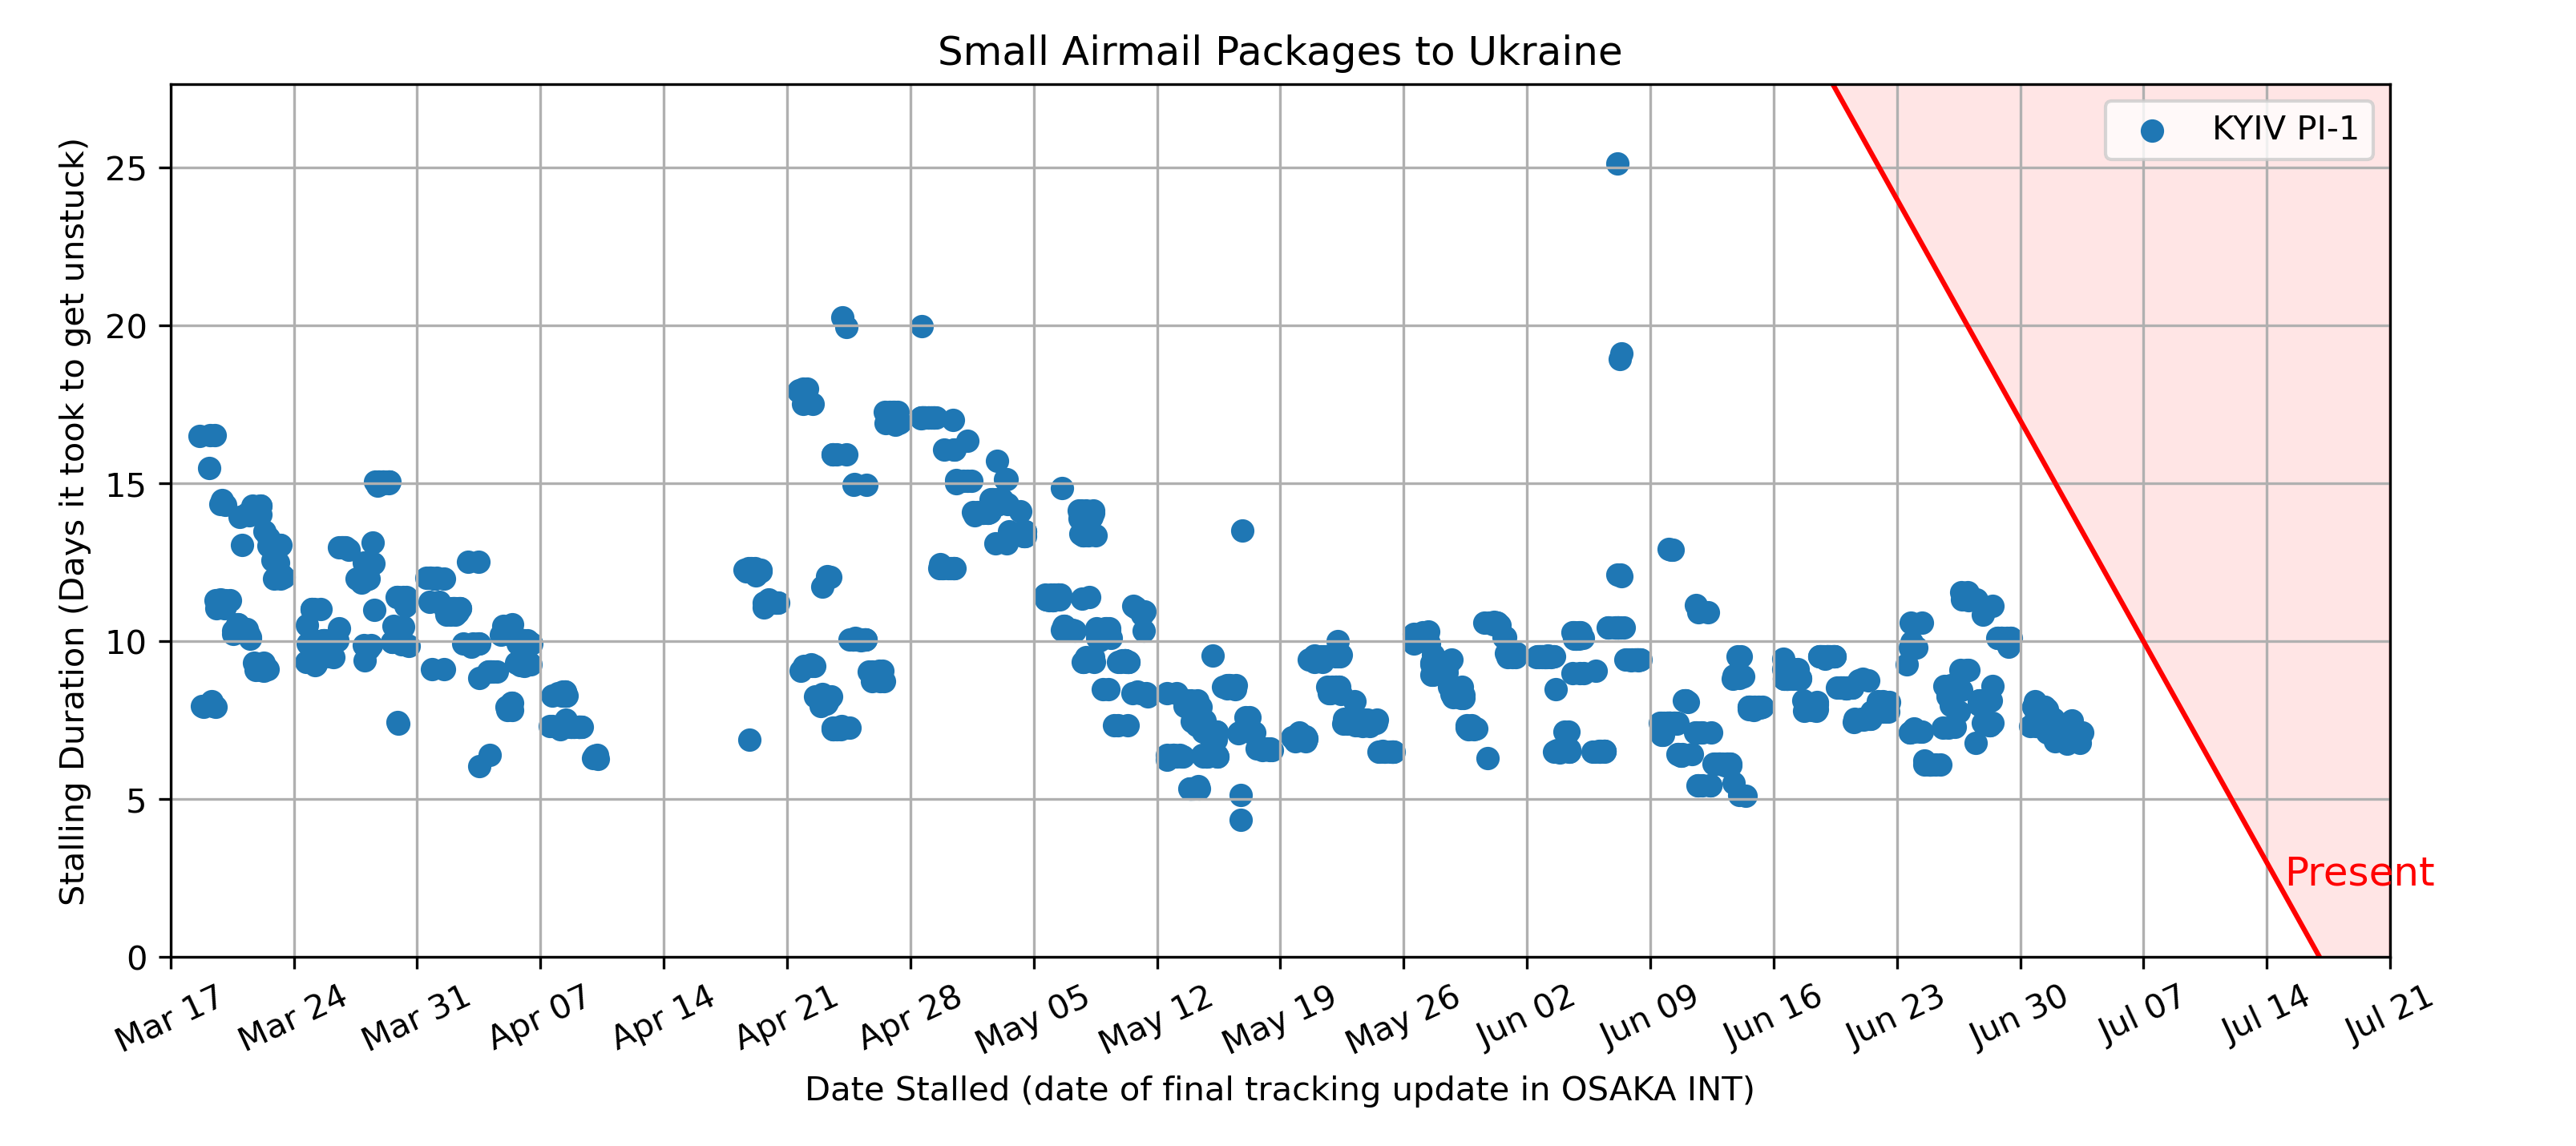 Small Airmail Packages to Ukraine
KYIV PI-1
Stalling Duration (Days it took to get unstuck)
25
20
15
10
5
0
Present
Mar 17
Mar 24
Mar 31
Apr 07
Apr 14
Apr 21
Apr 28
May 05
May 12
May 19
May 26
Jun 02
Jun 09
Jun 16
Jun 23
Jun 30
Jul 07
Jul 14
Jul 21
Date Stalled (date of final tracking update in OSAKA INT)